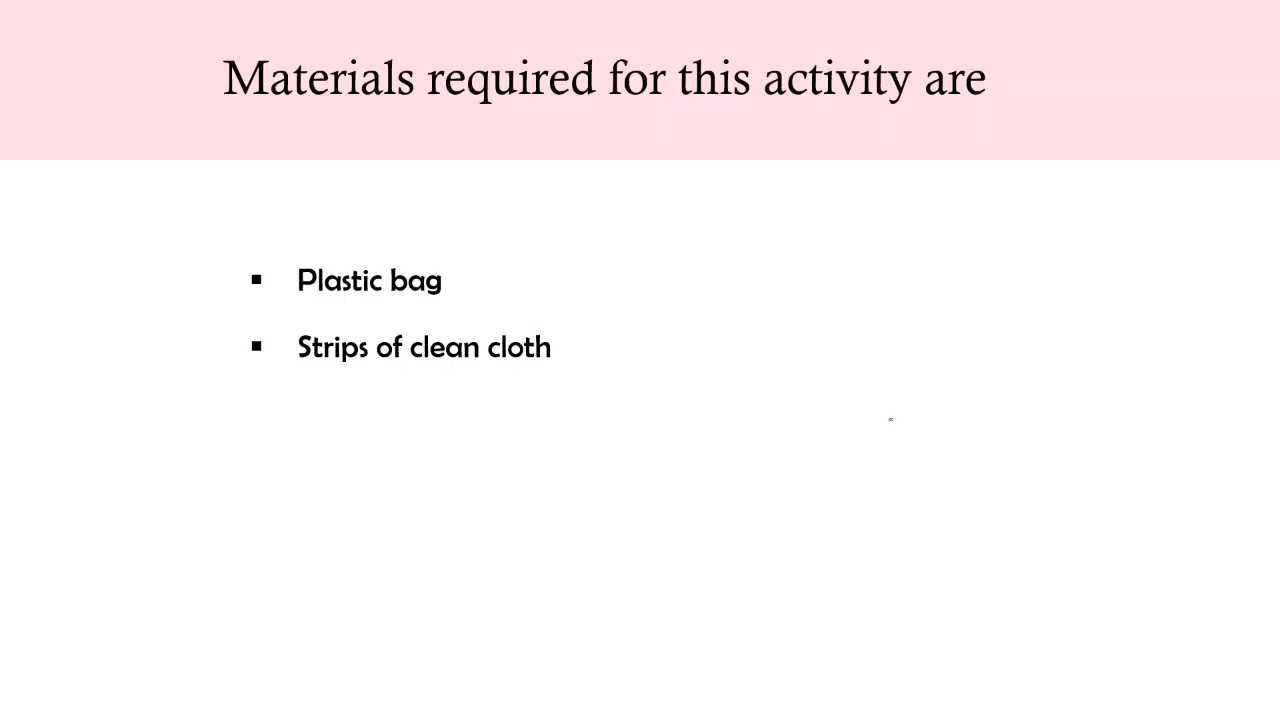 Materials required for this activity are
▪ Plastic bag
▪ Strips of clean cloth